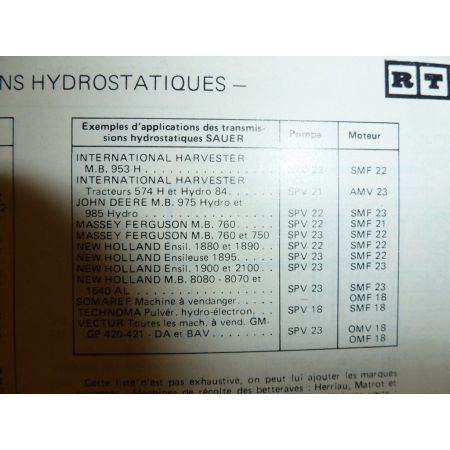 NS HYDROSTATIQUES –
RT
Exemples d'applications des transmis-
sions hydrostatiques SAUER Pompe Moteur
INTERNATIONAL HARVESTER
M.B. 953 H . . . 22 SMF 22
INTERNATIONAL HARVESTER
Tracteurs 574 H et Hydro 84 . . . . SPV 21 AMV 23
JOHN DEERE M.B. 975 Hydro et
985 Hydro . . . . SPV 22 SMF 23
MASSEY FERGUSON M.B. 760 . . . . SPV 22 SMF 21
MASSEY FERGUSON M.B. 760 et 750 SPV 23 SMF 23
NEW HOLLAND Ensil. 1880 et 1890 . . SPV 22 SMF 22
NEW HOLLAND Ensileuse 1895 . . . . . SPV 23 SMF 23
NEW HOLLAND Ensil. 1900 et 2100 . . SPV 23 SMF 23
NEW HOLLAND M.B. 8080 - 8070 et
1540 AL . . . . SPV 23 SMF 23
SOMAREF Machine à vendanger . . . . . – OMF 18
TECHNOMA Pulvér. hydro-électron. . . . SPV 18 SMF 18
VECTUR Toutes les mach. à vend. GM-
GP 420-421 - DA et BAV . . . . SPV 23 OMV 18
OMF 18
Cette liste n'est pas exhaustive, on peut lui ajouter les marques
Machines de récolte des betteraves : Herriau, Matrot et